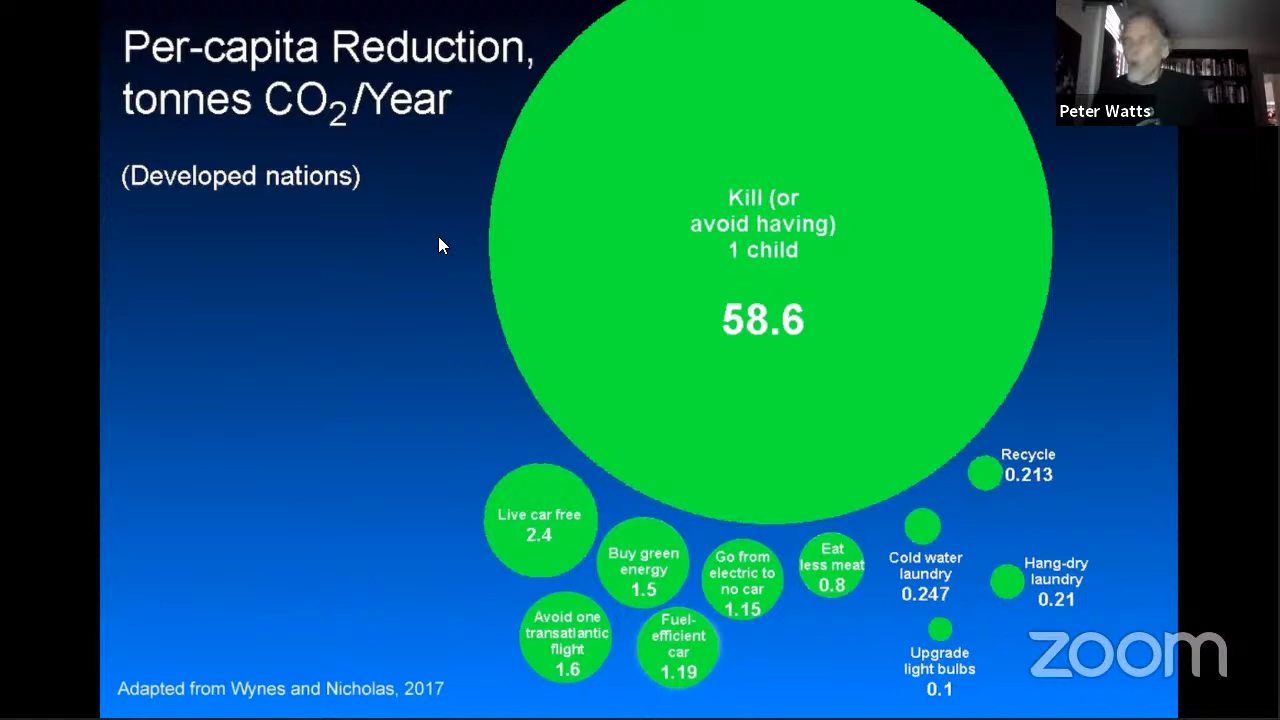 Per-capita Reduction,
tonnes CO₂/Year
(Developed nations)
Peter Watts
Kill (or
avoid having)
1 child
58.6
Recycle
0.213
Live car free
2.4
Buy green
energy
1.5
Go from
electric to
no car
1.15
Eat
less meat
0.8
Cold water
laundry
0.247
Hang-dry
laundry
0.21
Avoid one
transatlantic
flight
1.6
Fuel-
efficient
car
1.19
Upgrade
light bulbs
0.1
zoom
Adapted from Wynes and Nicholas, 2017